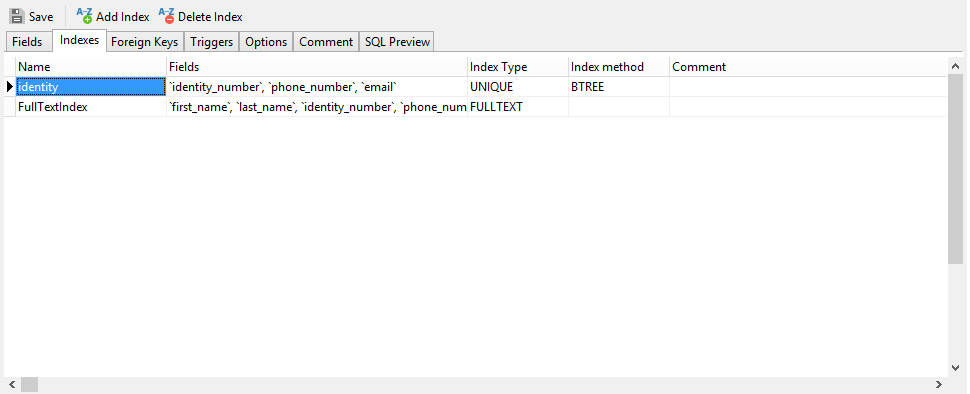 Save A-Z Add Index A-Z Delete Index
Fields Indexes Foreign Keys Triggers Options Comment SQL Preview
Name Fields Index Type Index method Comment
identity `identity_number`, `phone_number`, `email` UNIQUE BTREE
FullTextIndex `first_name`, `last_name`, `identity_number`, `phone_num FULLTEXT